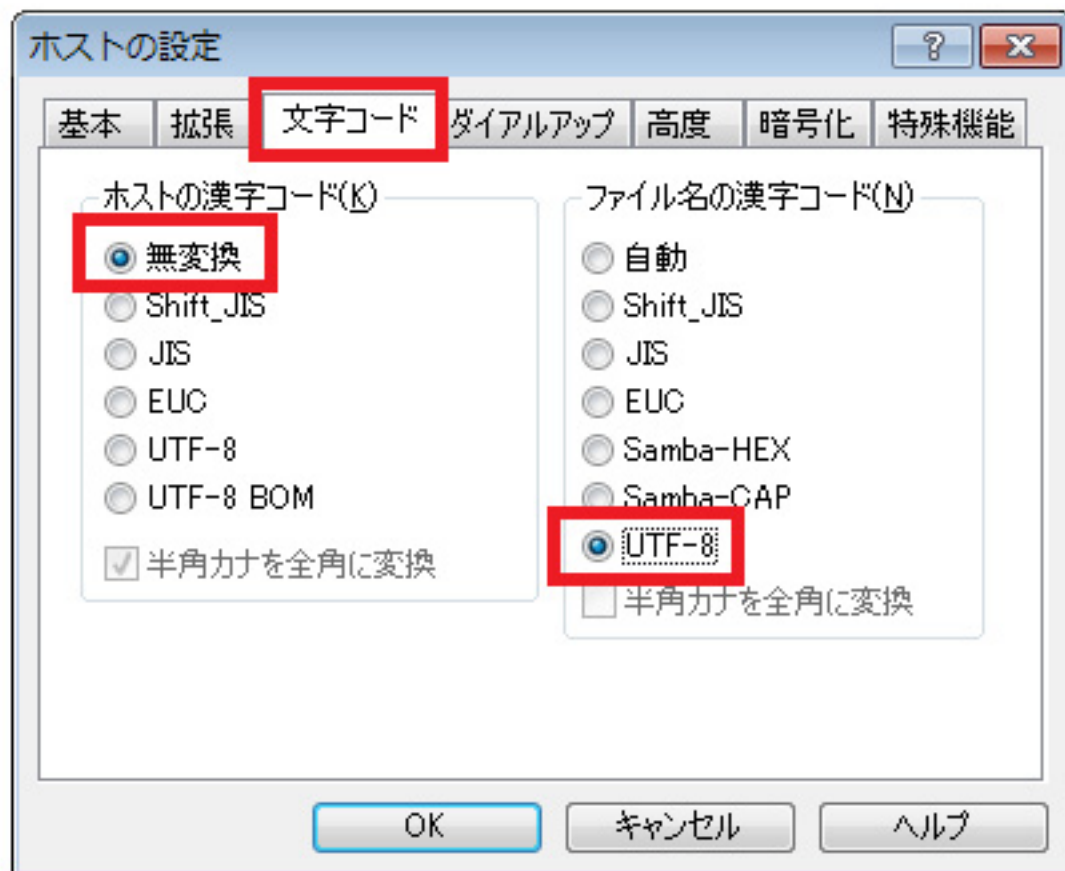 ホストの設定
基本 拡張 文字コード ダイアルアップ 高度 暗号化 特殊機能
ホストの漢字コード(K)
無変換
Shift_JIS
JIS
EUC
UTF-8
UTF-8 BOM
半角カナを全角に変換
ファイル名の漢字コード(N)
自動
Shift_JIS
JIS
EUC
Samba-HEX
Samba-CAP
UTF-8
半角カナを全角に変換
OK キャンセル ヘルプ